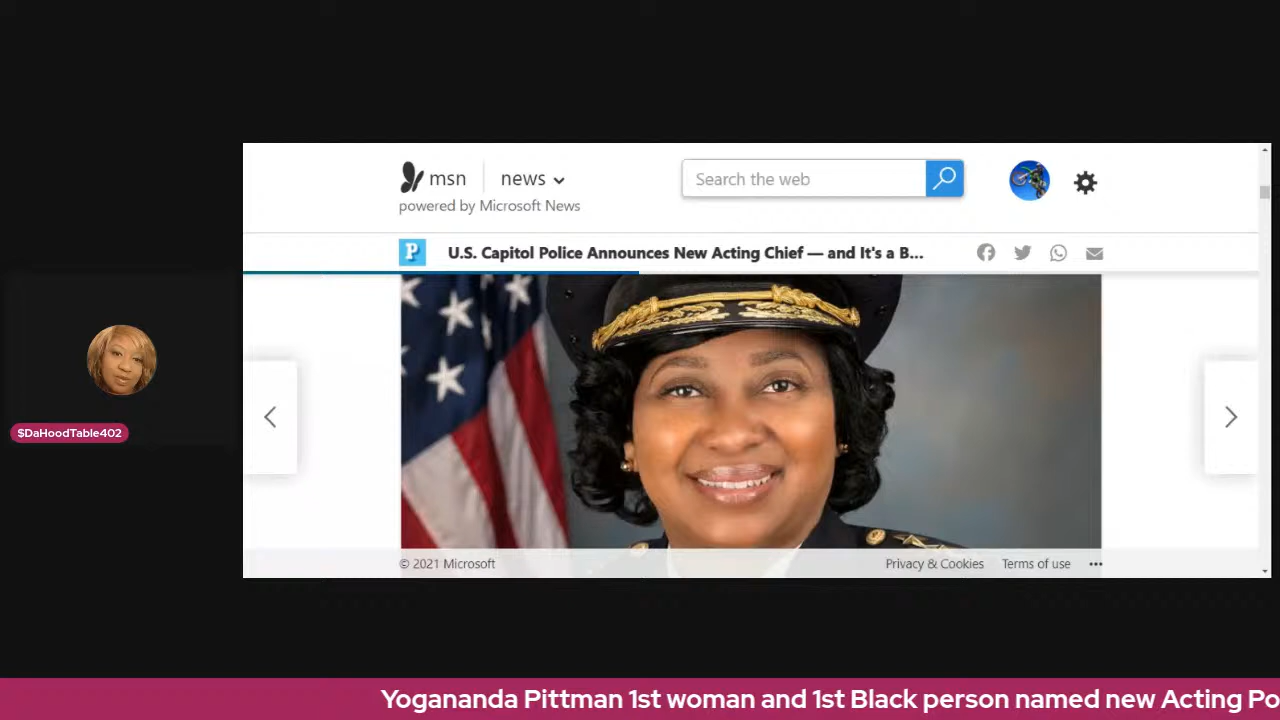 msn
news
Search the web
powered by Microsoft News
P
U.S. Capitol Police Announces New Acting Chief — and It's a B...
$DaHoodTable402
© 2021 Microsoft
Privacy & Cookies
Terms of use
Yogananda Pittman 1st woman and 1st Black person named new Acting Po